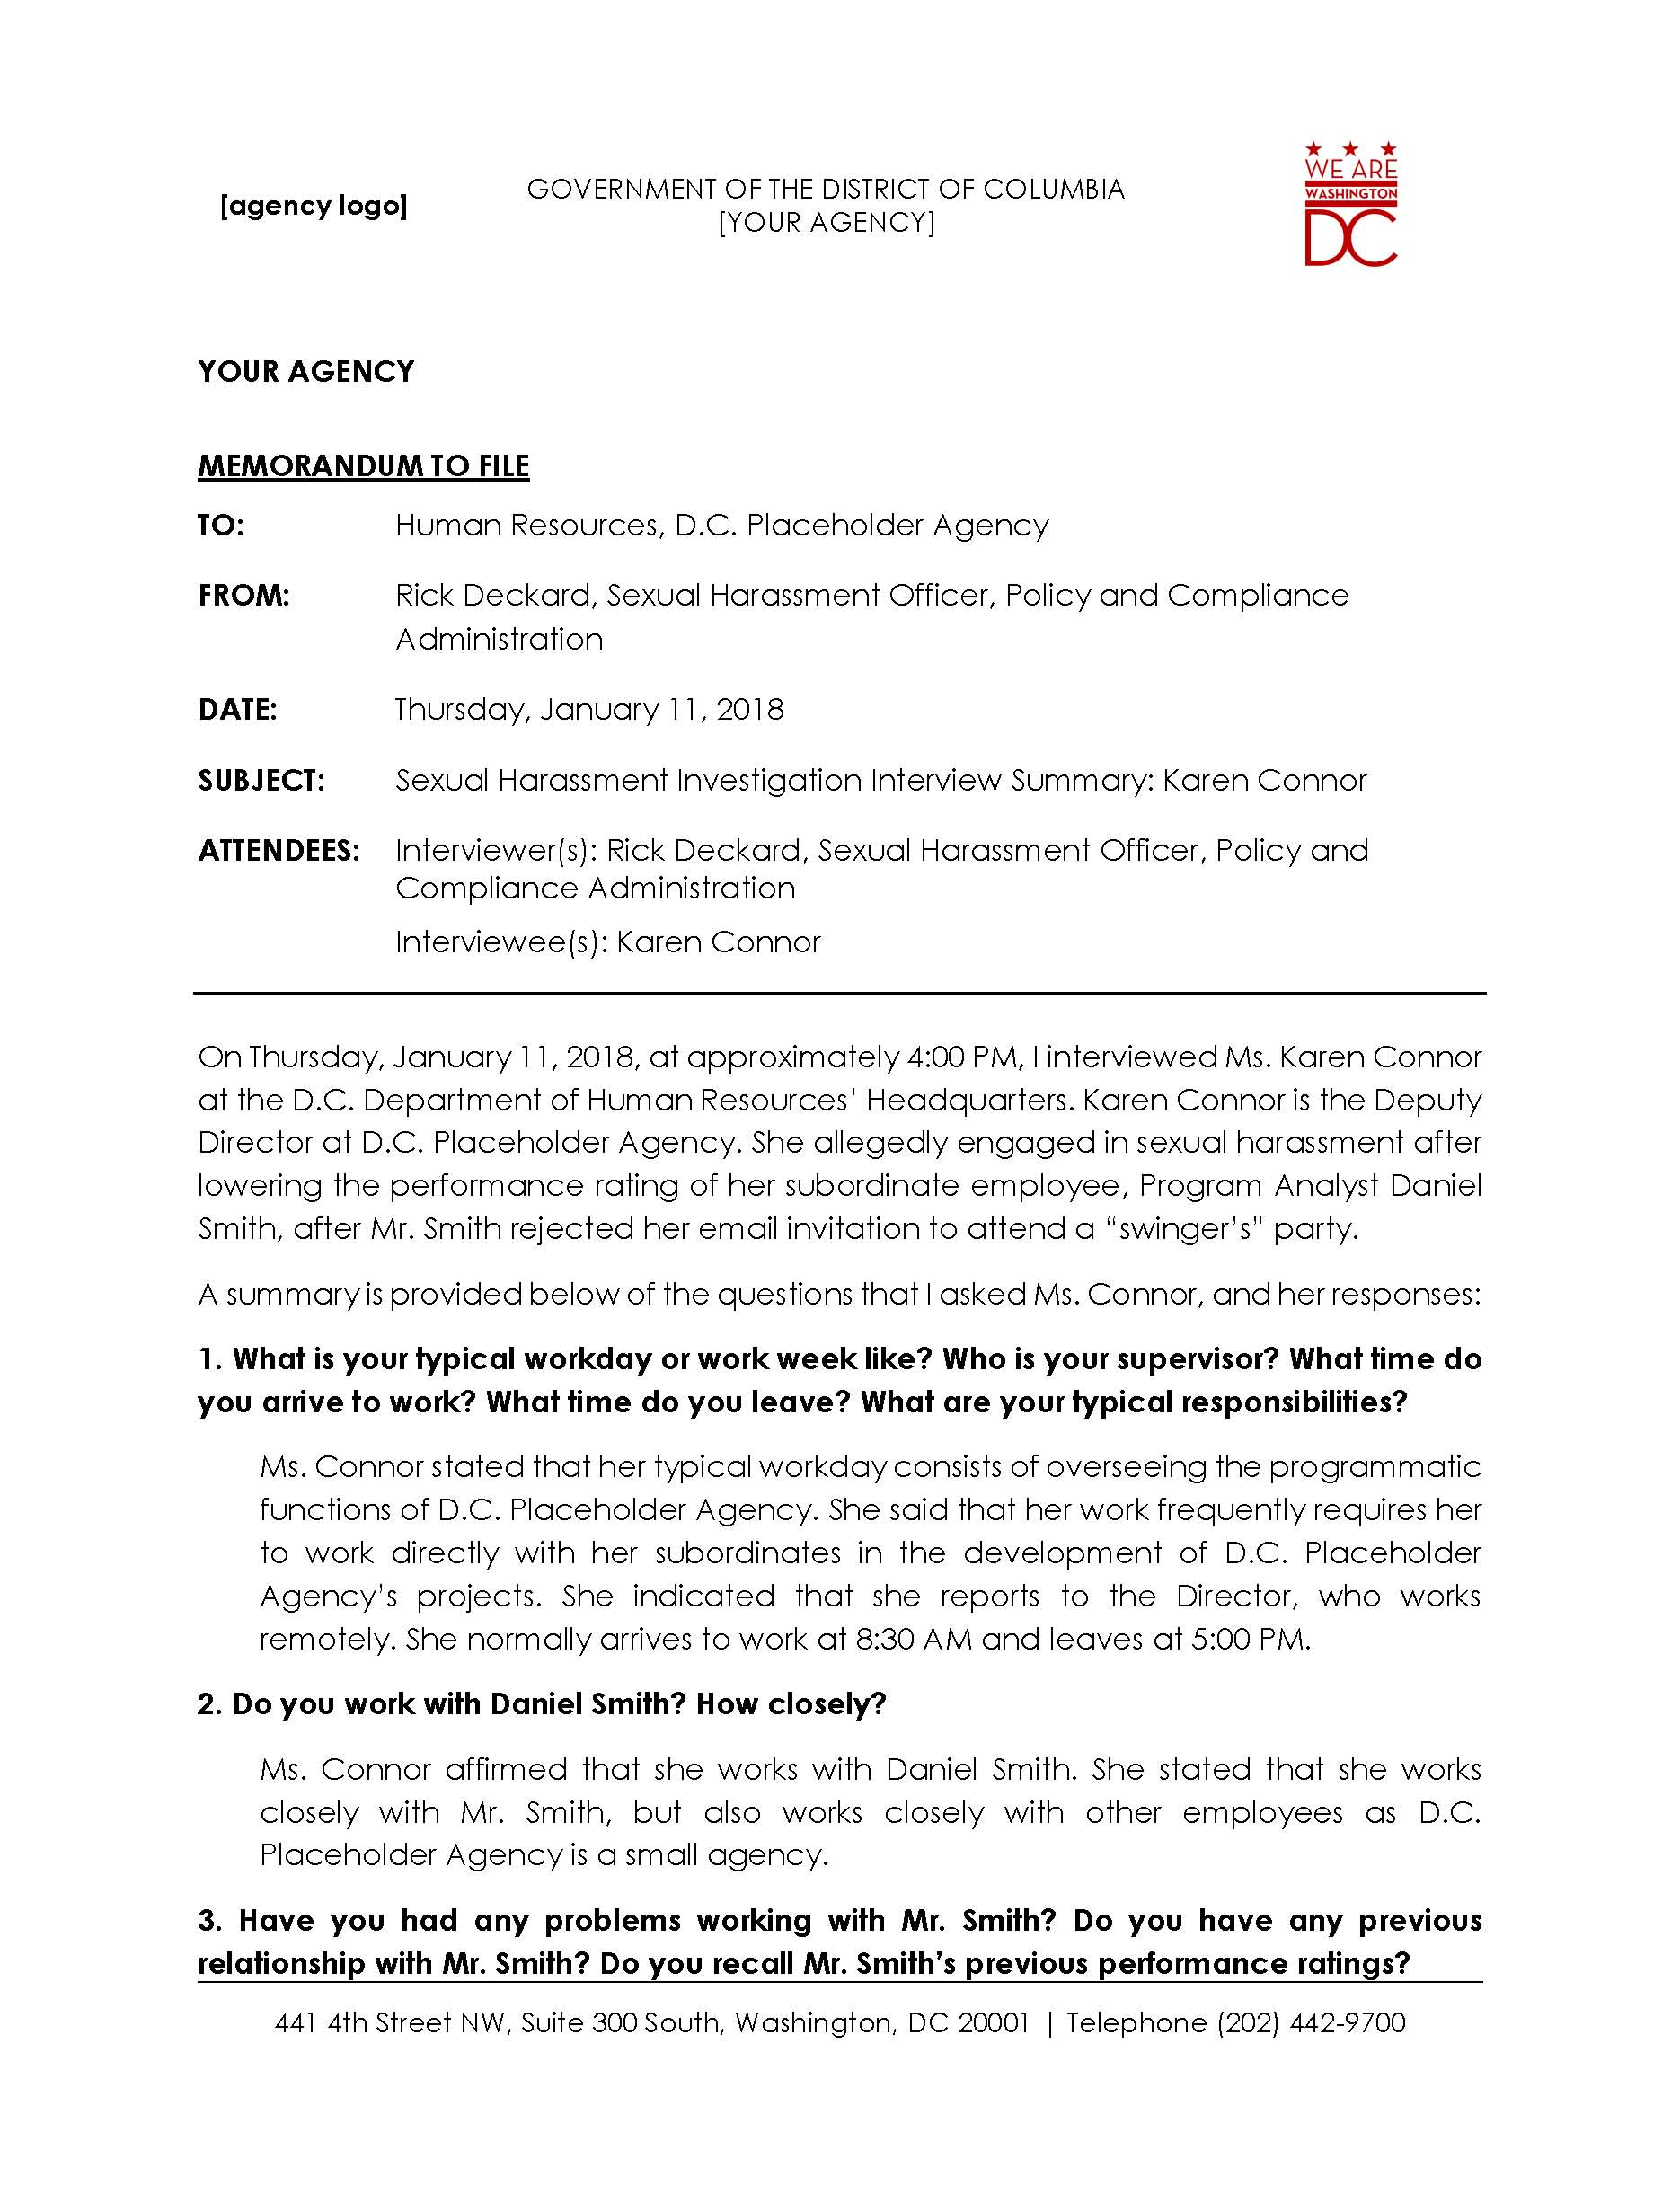 [agency logo]
GOVERNMENT OF THE DISTRICT OF COLUMBIA
[YOUR AGENCY]
WE ARE
WASHINGTON
DC
YOUR AGENCY
MEMORANDUM TO FILE
TO: Human Resources, D.C. Placeholder Agency
FROM: Rick Deckard, Sexual Harassment Officer, Policy and Compliance
Administration
DATE: Thursday, January 11, 2018
SUBJECT: Sexual Harassment Investigation Interview Summary: Karen Connor
ATTENDEES: Interviewer(s): Rick Deckard, Sexual Harassment Officer, Policy and
Compliance Administration
Interviewee(s): Karen Connor
On Thursday, January 11, 2018, at approximately 4:00 PM, I interviewed Ms. Karen Connor
at the D.C. Department of Human Resources’ Headquarters. Karen Connor is the Deputy
Director at D.C. Placeholder Agency. She allegedly engaged in sexual harassment after
lowering the performance rating of her subordinate employee, Program Analyst Daniel
Smith, after Mr. Smith rejected her email invitation to attend a “swinger’s” party.
A summary is provided below of the questions that I asked Ms. Connor, and her responses:
1. What is your typical workday or work week like? Who is your supervisor? What time do
you arrive to work? What time do you leave? What are your typical responsibilities?
Ms. Connor stated that her typical workday consists of overseeing the programmatic
functions of D.C. Placeholder Agency. She said that her work frequently requires her
to work directly with her subordinates in the development of D.C. Placeholder
Agency’s projects. She indicated that she reports to the Director, who works
remotely. She normally arrives to work at 8:30 AM and leaves at 5:00 PM.
2. Do you work with Daniel Smith? How closely?
Ms. Connor affirmed that she works with Daniel Smith. She stated that she works
closely with Mr. Smith, but also works closely with other employees as D.C.
Placeholder Agency is a small agency.
3. Have you had any problems working with Mr. Smith? Do you have any previous
relationship with Mr. Smith? Do you recall Mr. Smith’s previous performance ratings?
441 4th Street NW, Suite 300 South, Washington, DC 20001 | Telephone (202) 442-9700